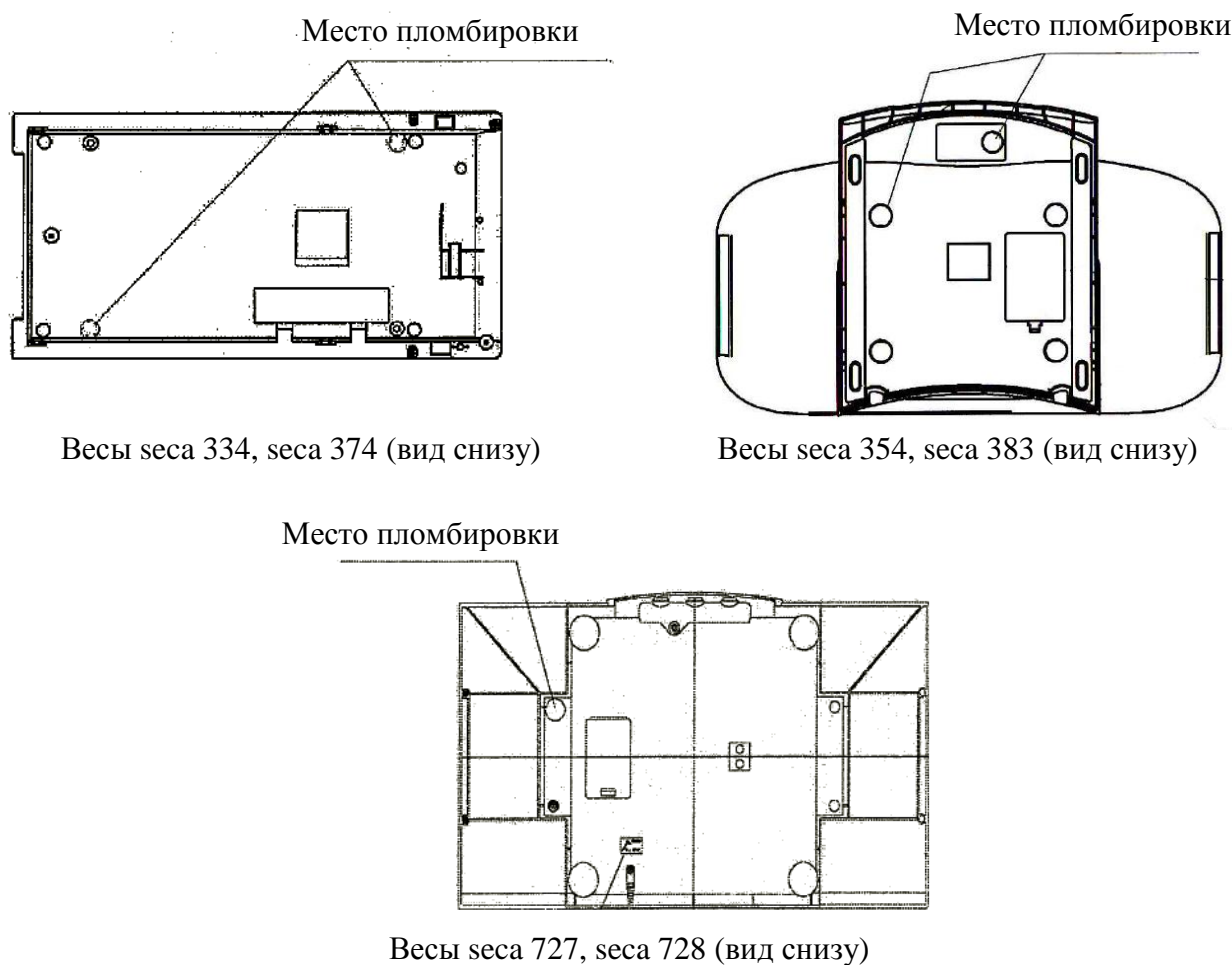 Место пломбировки
Место пломбировки
Весы seca 334, seca 374 (вид снизу)
Весы seca 354, seca 383 (вид снизу)
Место пломбировки
Весы seca 727, seca 728 (вид снизу)